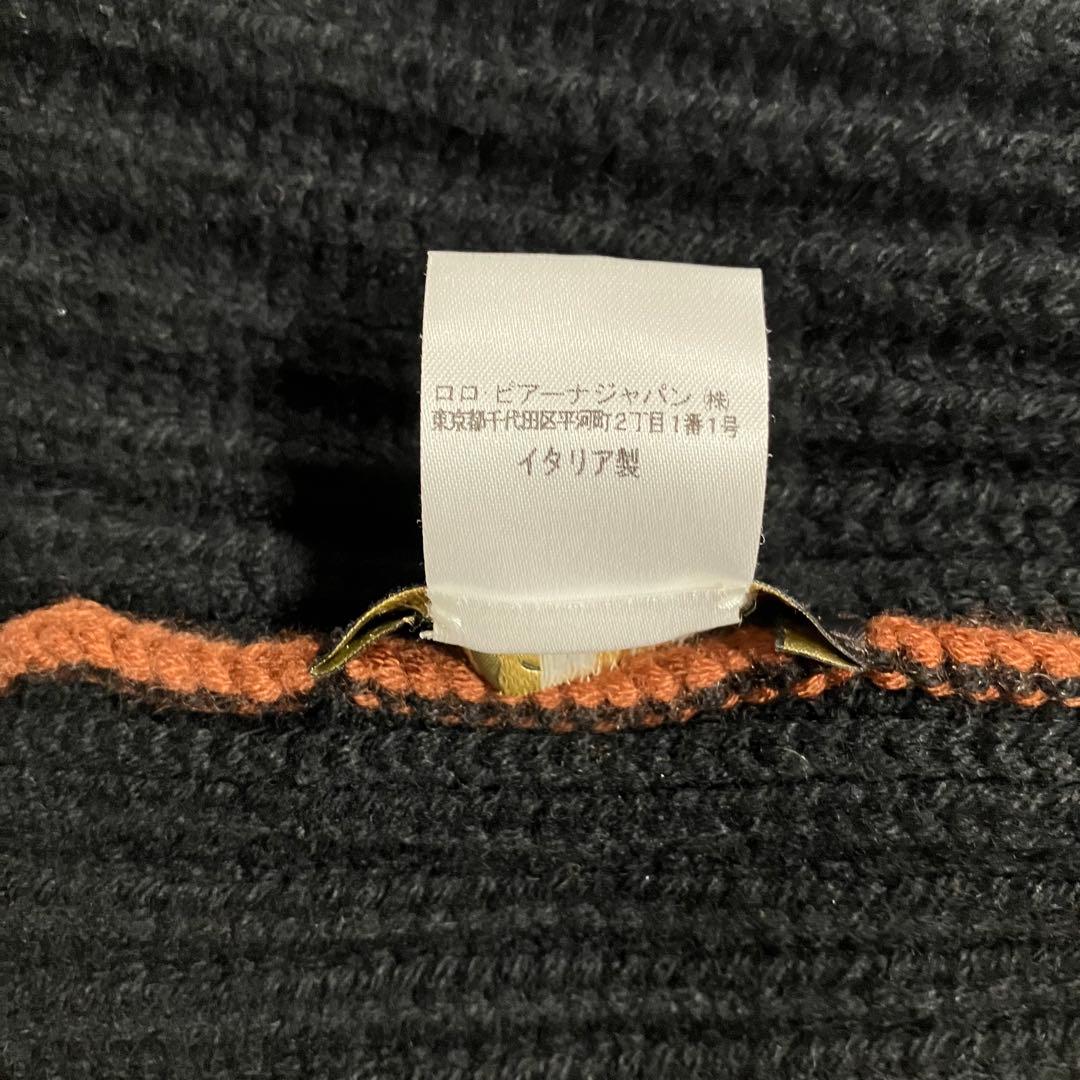 ロロ ピアーナジャパン ㈱
東京都千代田区平河町2丁目1番1号
イタリア製